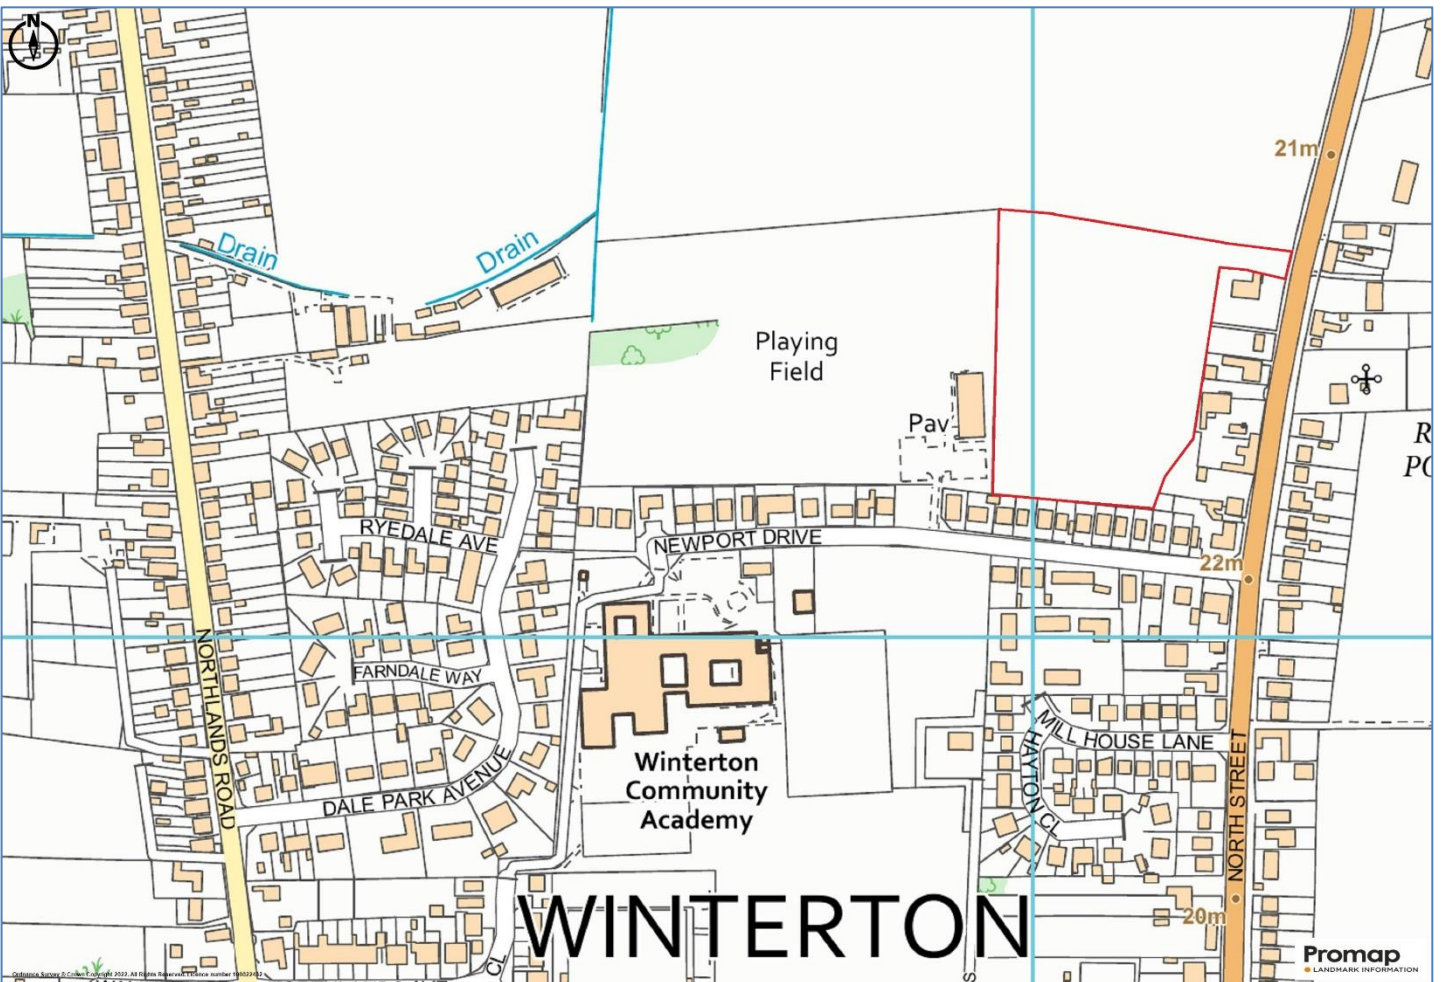 N
21m
Drain
Drain
Playing
Field
Pav
R
RYEDALE AVE
NEWPORT DRIVE
22m
NORTHLANDS ROAD
FARNDALE WAY
MILL HOUSE LANE
HAYTON CL
NORTH STREET
Winterton
Community
Academy
DALE PARK AVENUE
WINTERTON
20m
CL
S
Promap
LANDMARK INFORMATION